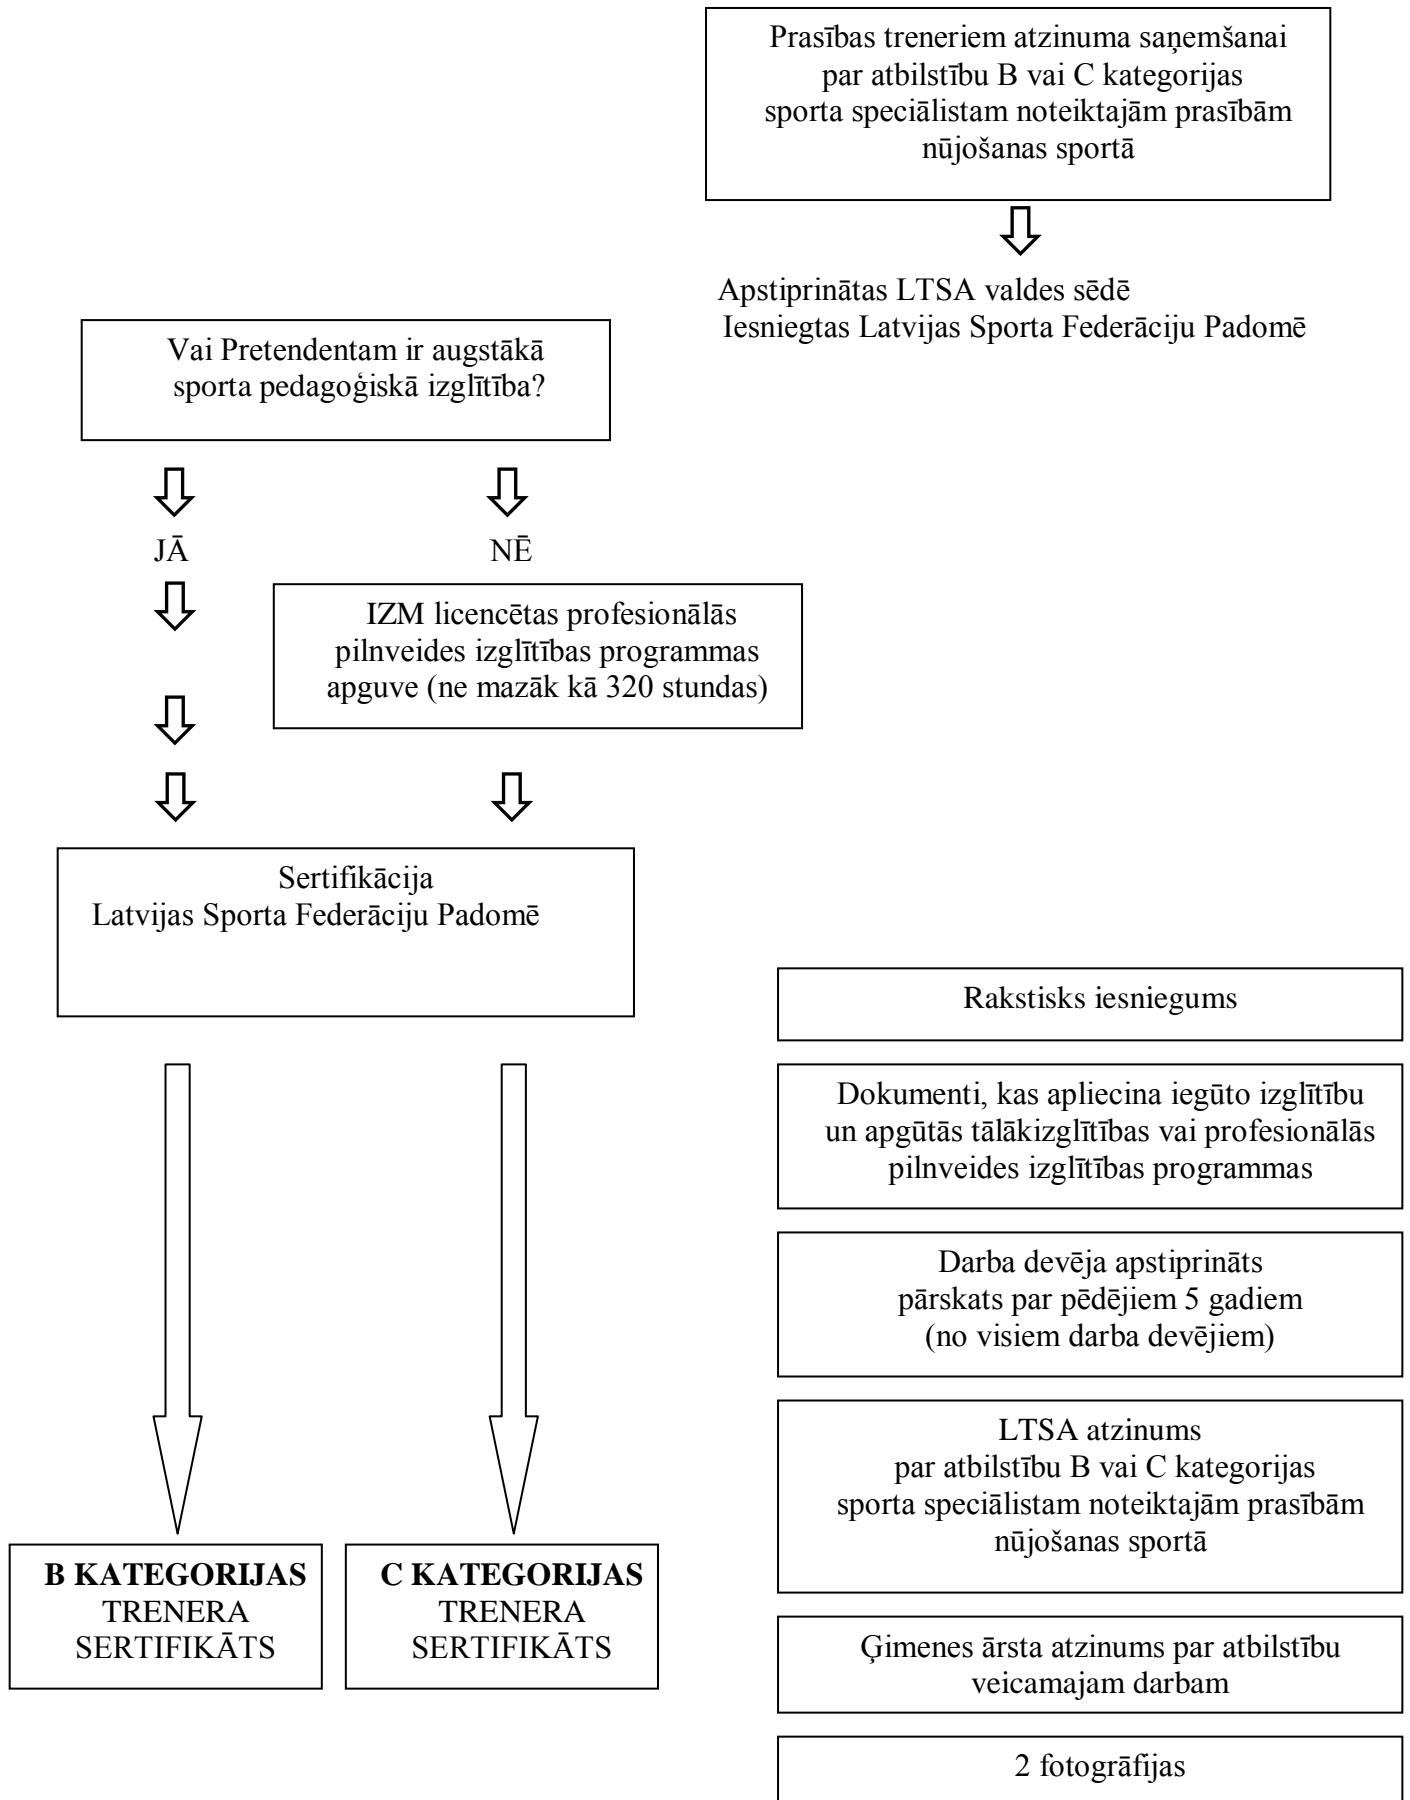 Prasības treneriem atzinuma saņemšanai
par atbilstību B vai C kategorijas
sporta speciālistam noteiktajām prasībām
nūjošanas sportā
Apstiprinātas LTSA valdes sēdē
Iesniegtas Latvijas Sporta Federāciju Padomē
Vai Pretendentam ir augstākā
sporta pedagoģiskā izglītība?
JĀ
NĒ
IZM licencētas profesionālās
pilnveides izglītības programmas
apguve (ne mazāk kā 320 stundas)
Sertifikācija
Latvijas Sporta Federāciju Padomē
B KATEGORIJAS
TRENERA
SERTIFIKĀTS
C KATEGORIJAS
TRENERA
SERTIFIKĀTS
Rakstisks iesniegums
Dokumenti, kas apliecina iegūto izglītību
un apgūtās tālākizglītības vai profesionālās
pilnveides izglītības programmas
Darba devēja apstiprināts
pārskats par pēdējiem 5 gadiem
(no visiem darba devējiem)
LTSA atzinums
par atbilstību B vai C kategorijas
sporta speciālistam noteiktajām prasībām
nūjošanas sportā
Ģimenes ārsta atzinums par atbilstību
veicamajam darbam
2 fotogrāfijas